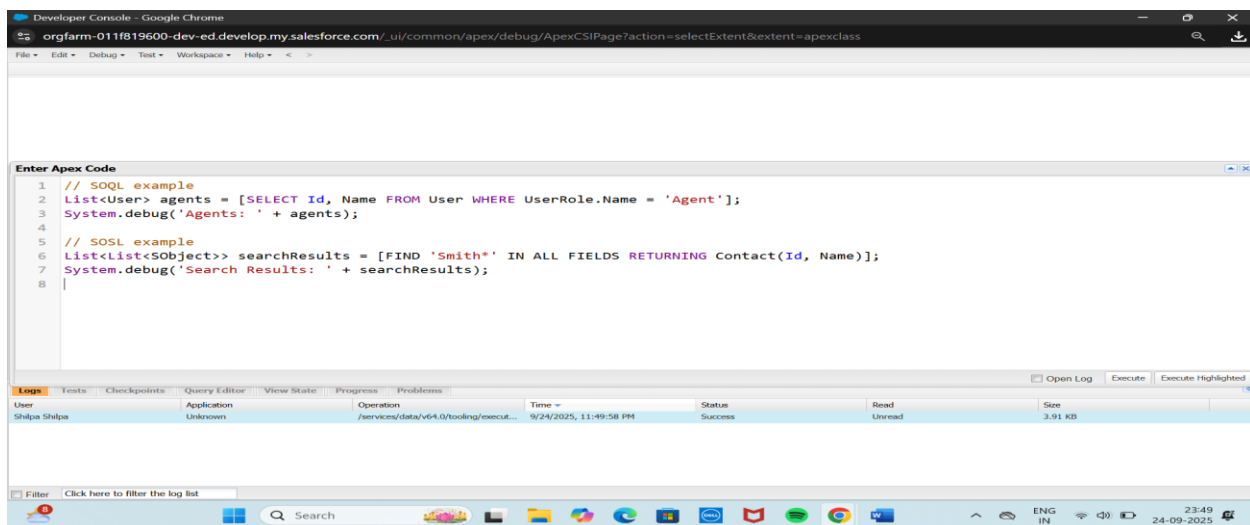 Developer Console - Google Chrome
orgfarm-011f819600-dev-ed.develop.my.salesforce.com/_ui/common/apex/debug/ApexCSIPage?action=selectExtent&extent=apexclass
File Edit Debug Test Workspace Help < >
Enter Apex Code
1 // SOQL example
2 List<User> agents = [SELECT Id, Name FROM User WHERE UserRole.Name = 'Agent'];
3 System.debug('Agents: ' + agents);
4
5 // SOSL example
6 List<List<SObject>> searchResults = [FIND 'Smith*' IN ALL FIELDS RETURNING Contact(Id, Name)];
7 System.debug('Search Results: ' + searchResults);
8
Open Log Execute Execute Highlighted
Logs Tests Checkpoints Query Editor View State Progress Problems
User Application Operation Time Status Read Size
Shilpa Shilpa Unknown /services/data/v64.0/tooling/execut... 9/24/2025, 11:49:58 PM Success Unread 3.91 KB
Filter Click here to filter the log list
8 Search DELL W ENG 23:49
IN 24-09-2025